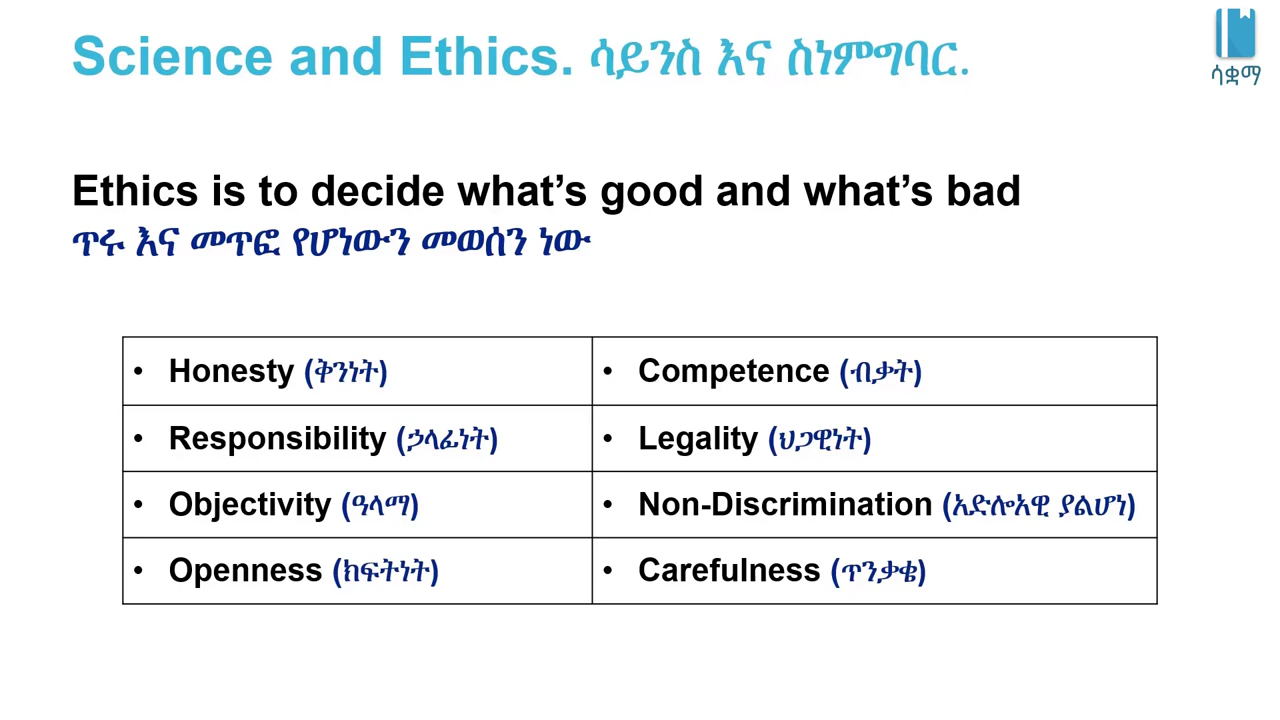 Science and Ethics. ሳይንስ እና ስነምግባር.
ሳቋማ
Ethics is to decide what’s good and what’s bad
ጥሩ እና መጥፎ የሆነውን መወሰን ነው
• Honesty (ቅንነት)
• Competence (ብቃት)
• Responsibility (ኃላፊነት)
• Legality (ህጋዊነት)
• Objectivity (ዓላማ)
• Non-Discrimination (አድሎአዊ ያልሆነ)
• Openness (ክፍትነት)
• Carefulness (ጥንቃቄ)